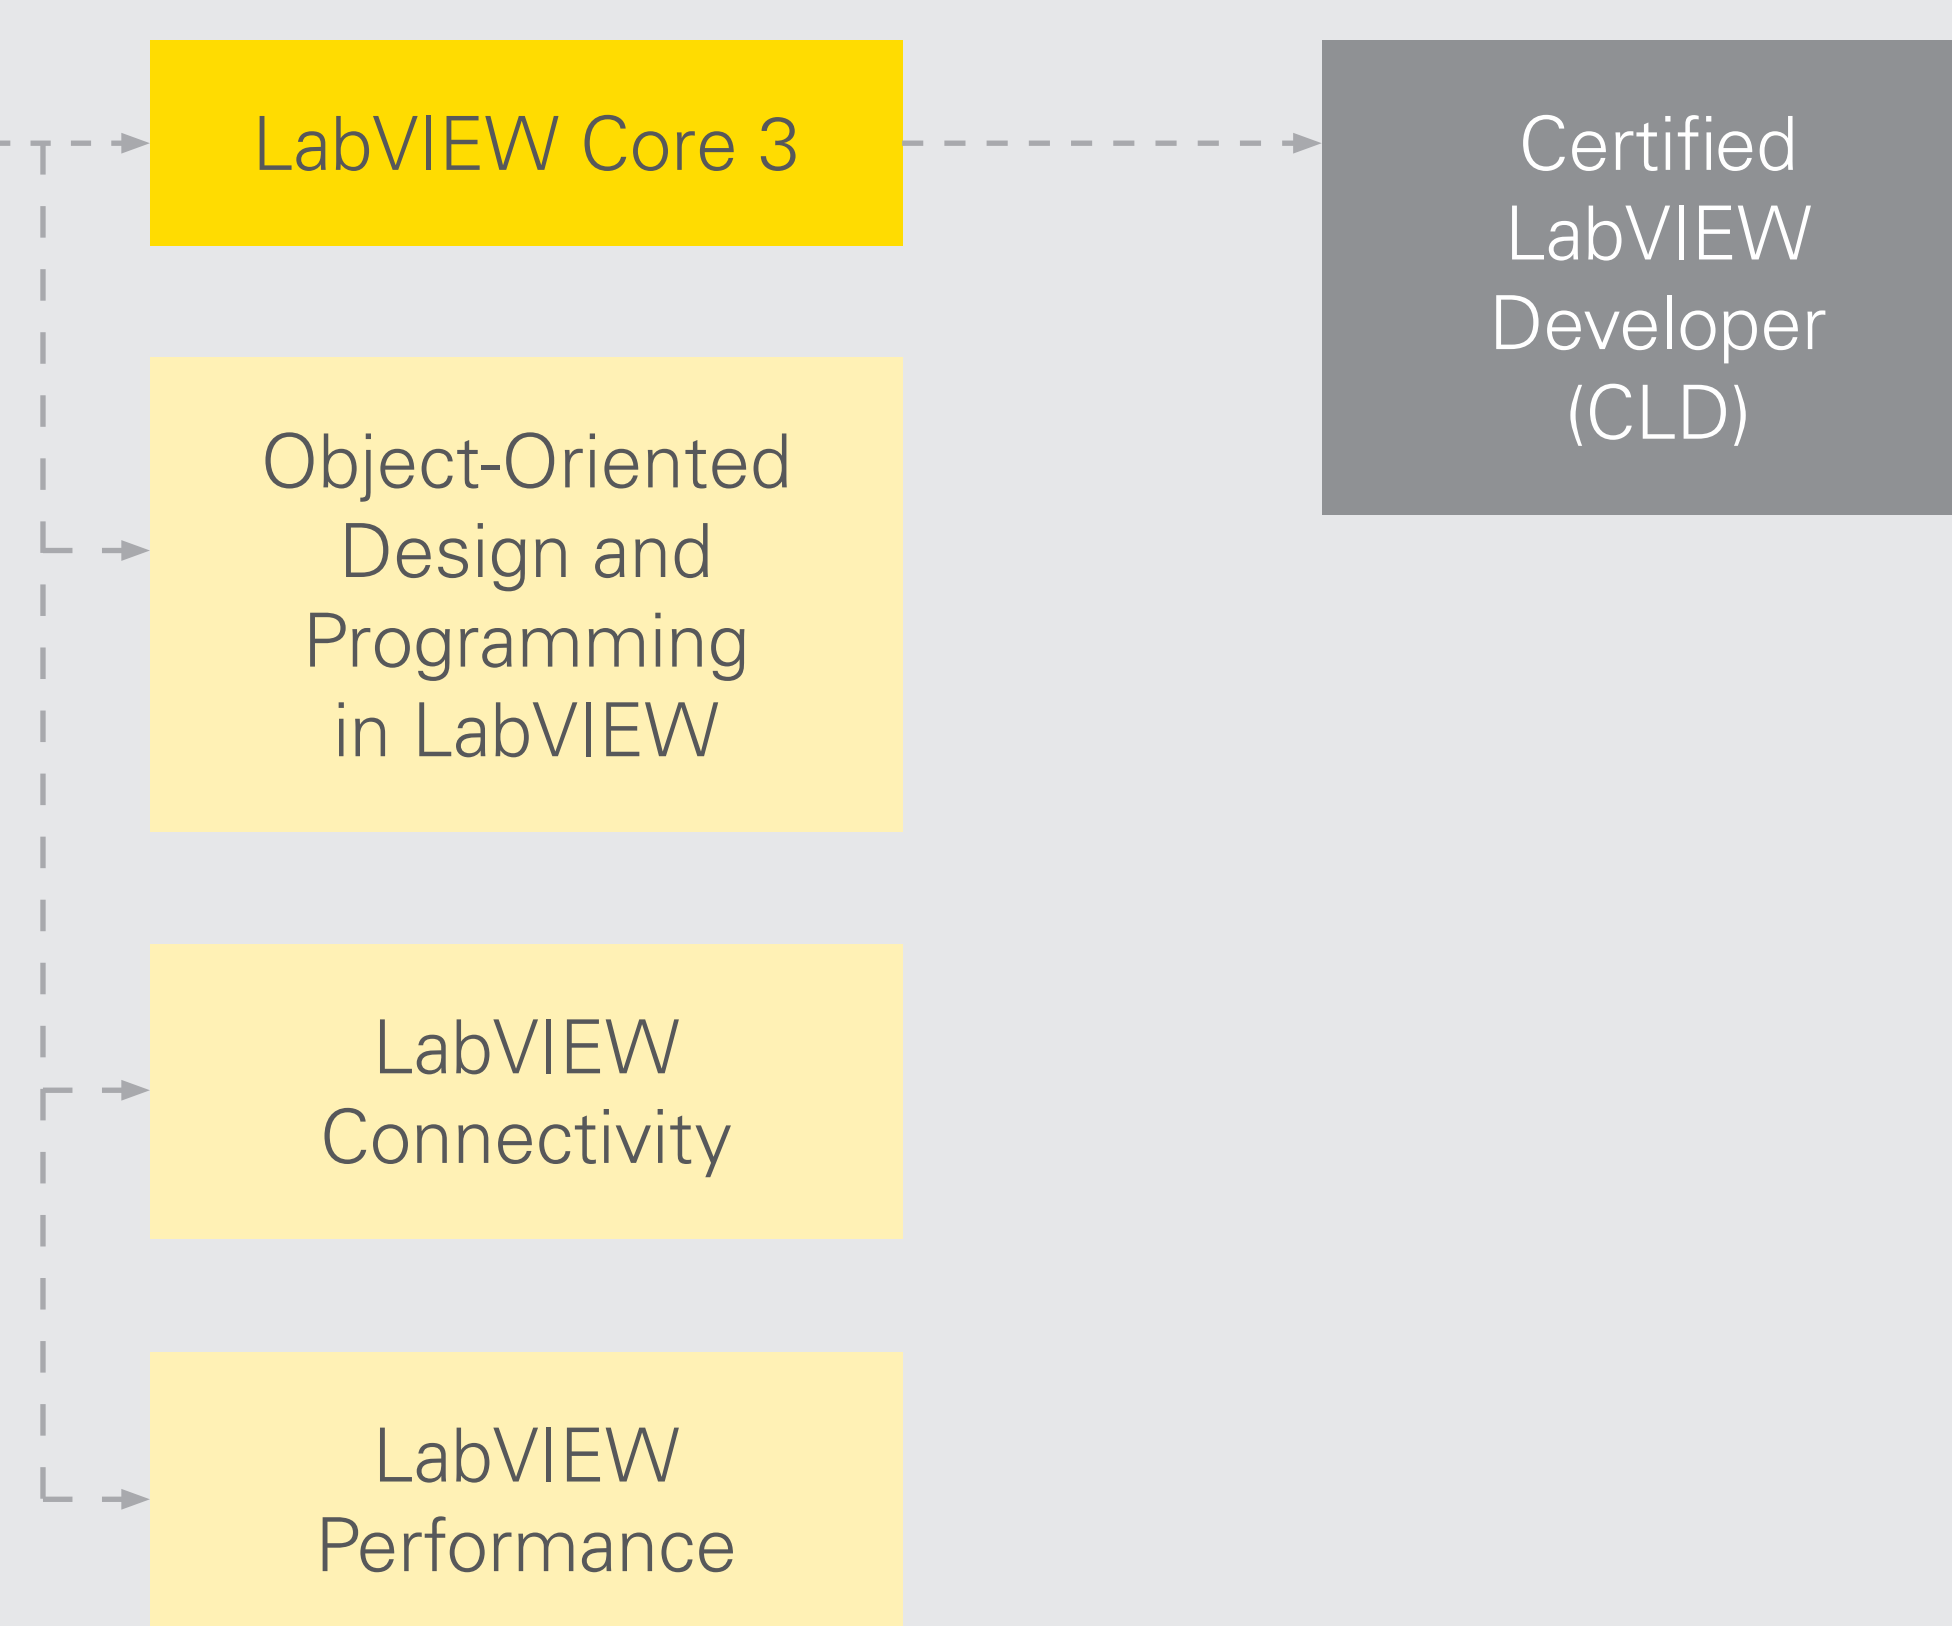 LabVIEW Core 3
Certified
LabVIEW
Developer
(CLD)
Object-Oriented
Design and
Programming
in LabVIEW
LabVIEW
Connectivity
LabVIEW
Performance